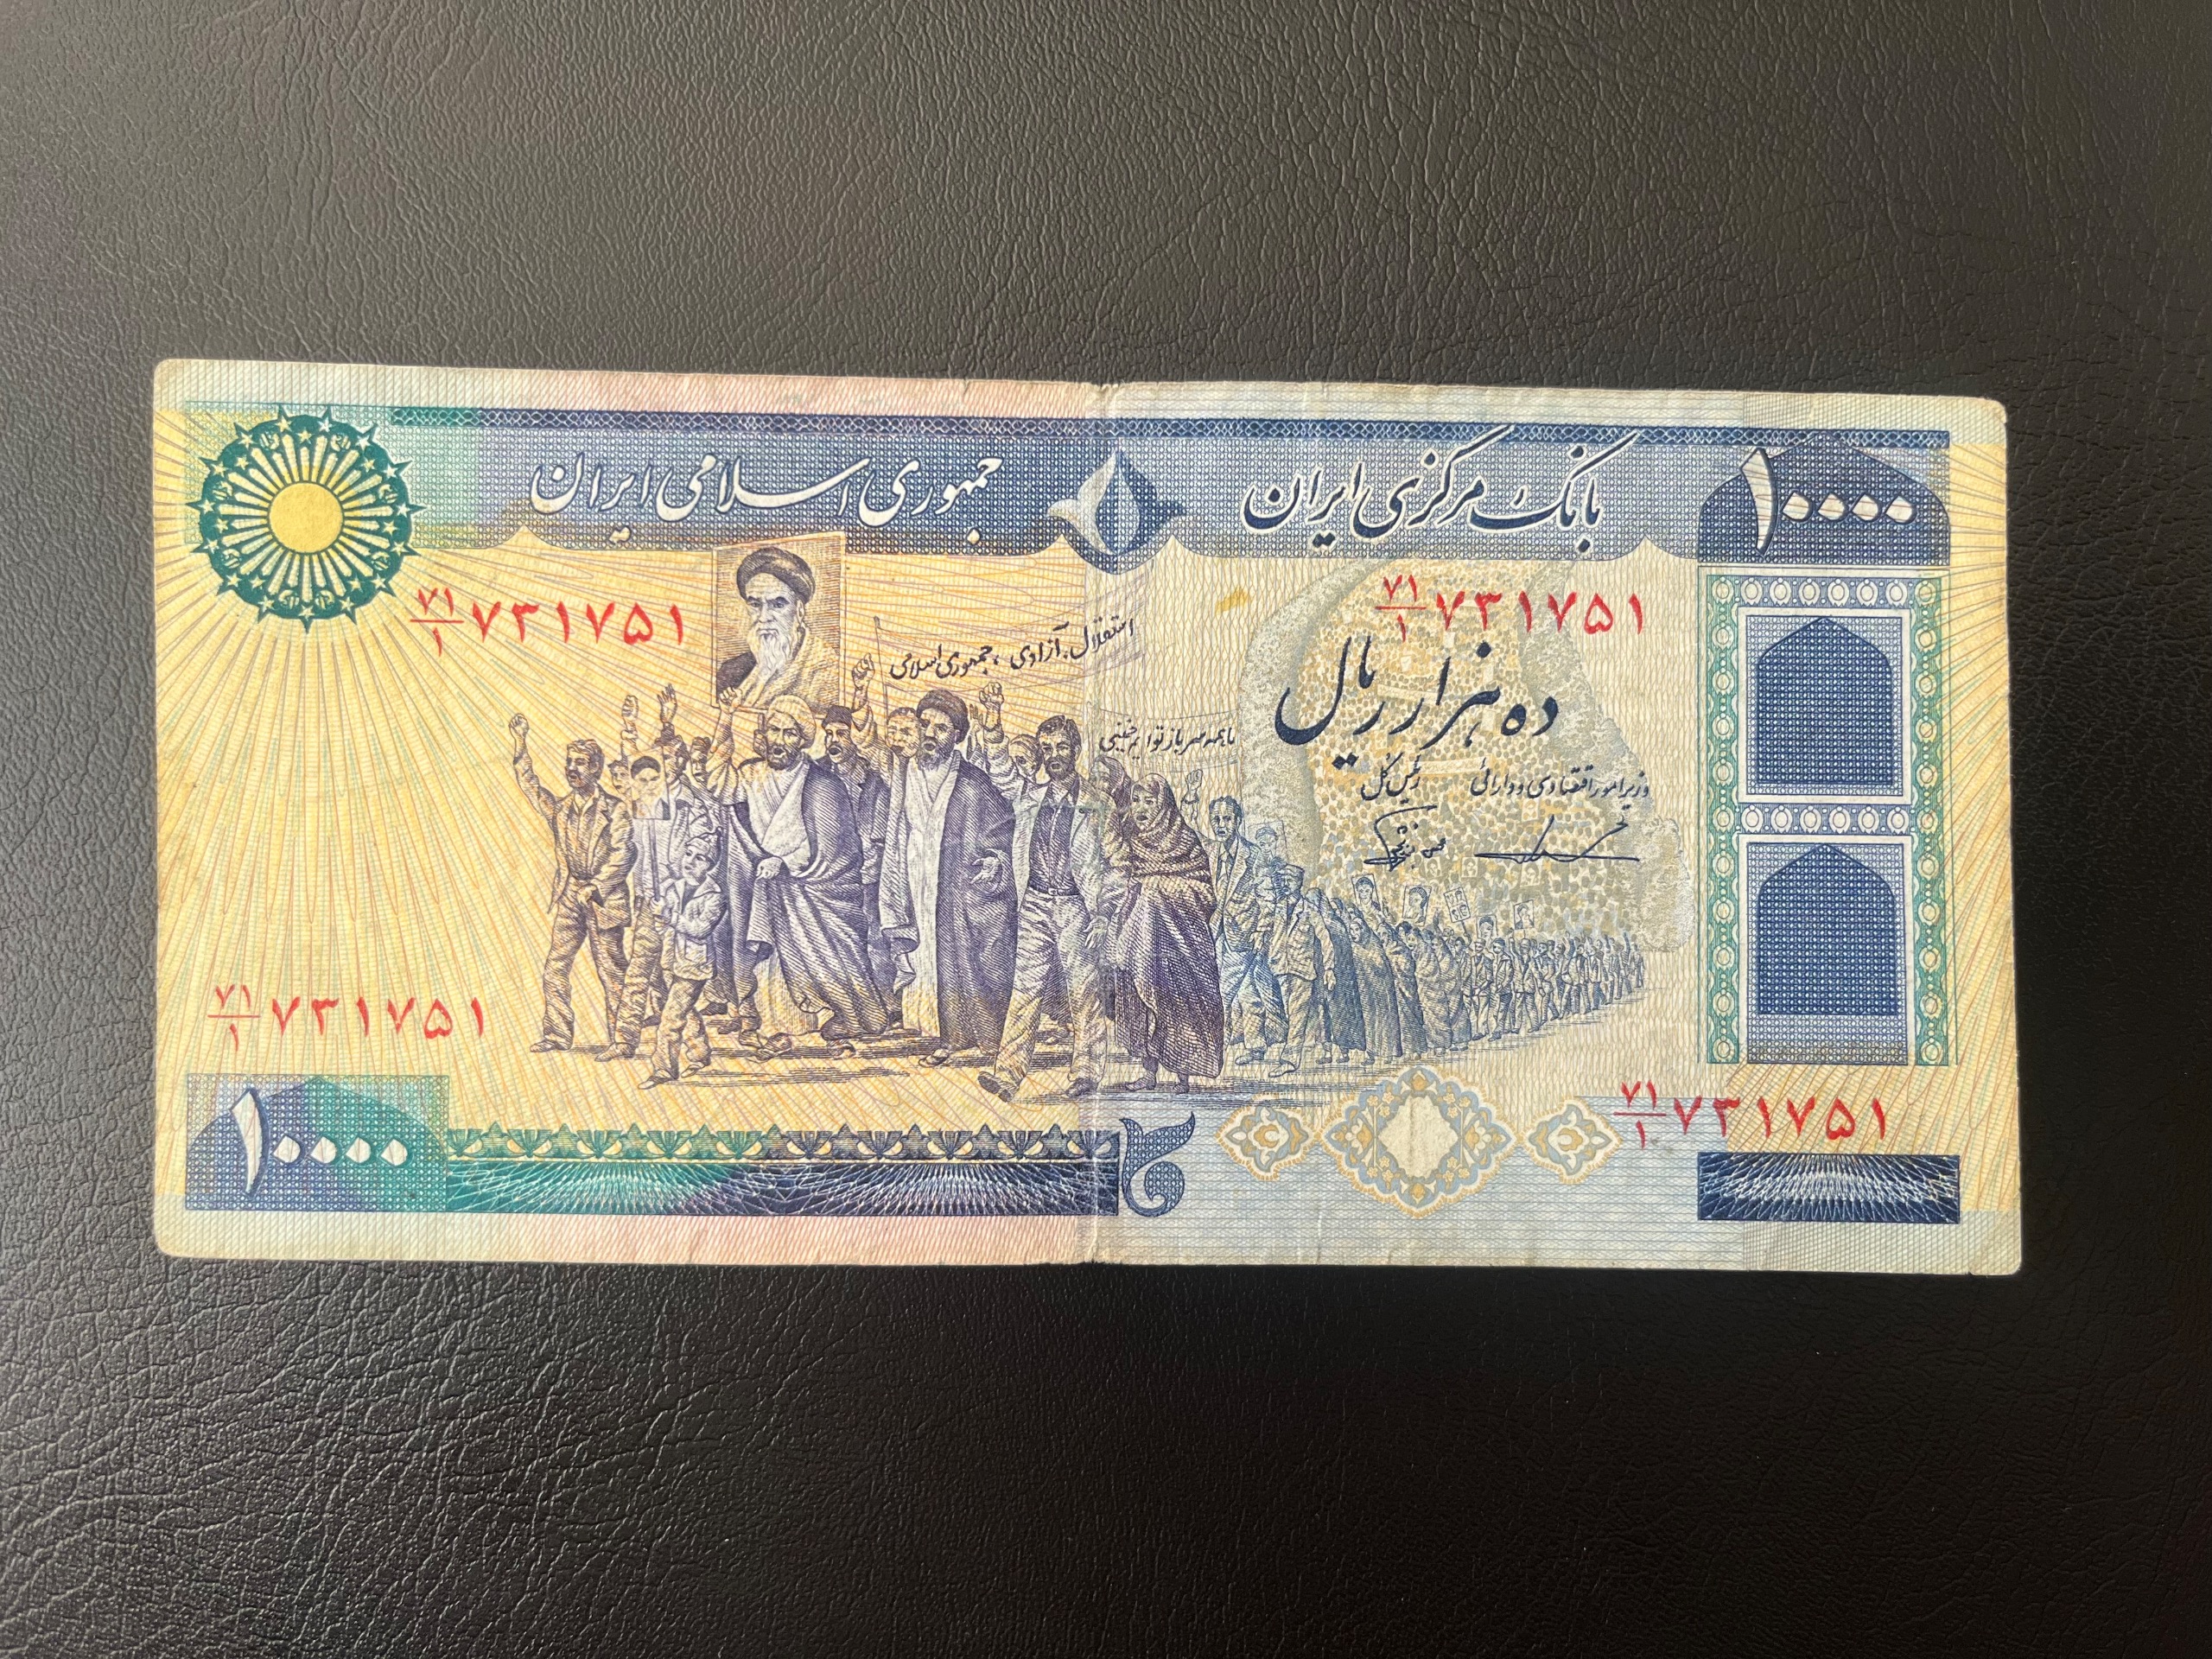 بانک مرکزی ایران
جمهوری اسلامی ایران
۱۰۰۰۰
۷۱/۱ ۷۳۱۷۵۱
۷۱/۱ ۷۳۱۷۵۱
استقلال، آزادی، جمهوری اسلامی
ده هزار ریال
ما همه سرباز توایم خمینی
وزیر امور اقتصادی و دارائی
رئیس کل
۷۱/۱ ۷۳۱۷۵۱
۷۱/۱ ۷۳۱۷۵۱
۱۰۰۰۰